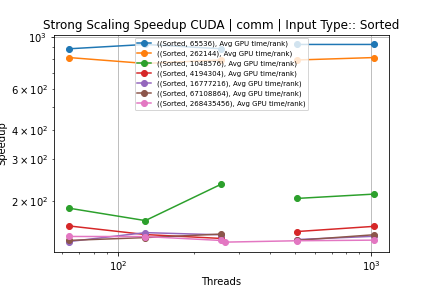 Strong Scaling Speedup CUDA | comm | Input Type:: Sorted
((Sorted, 65536), Avg GPU time/rank)
((Sorted, 262144), Avg GPU time/rank)
((Sorted, 1048576), Avg GPU time/rank)
((Sorted, 4194304), Avg GPU time/rank)
((Sorted, 16777216), Avg GPU time/rank)
((Sorted, 67108864), Avg GPU time/rank)
((Sorted, 268435456), Avg GPU time/rank)
10³
6 × 10²
4 × 10²
3 × 10²
2 × 10²
Speedup
10² 10³
Threads